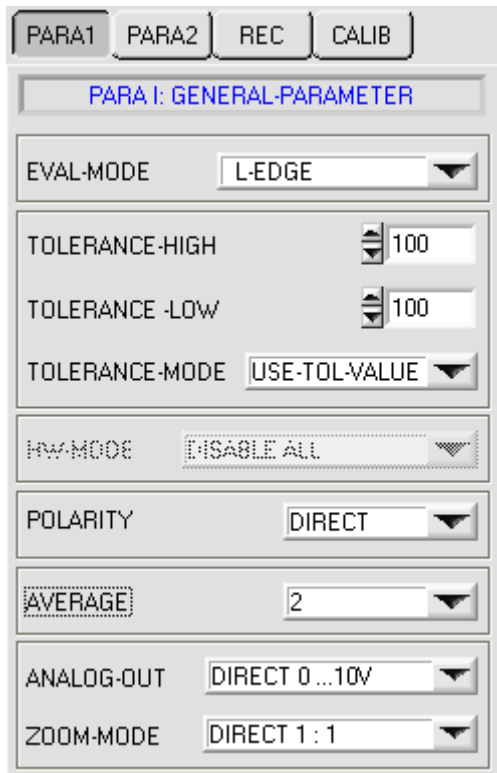 PARA1 PARA2 REC CALIB
PARA I: GENERAL-PARAMETER
EVAL-MODE L-EDGE
TOLERANCE-HIGH 100
TOLERANCE -LOW 100
TOLERANCE-MODE USE-TOL-VALUE
HW-MODE DISABLE ALL
POLARITY DIRECT
AVERAGE 2
ANALOG-OUT DIRECT 0 ...10V
ZOOM-MODE DIRECT 1 : 1